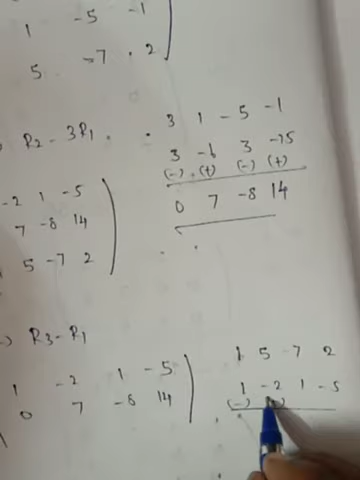 1 -5 -1
5 -7 2
R2 - 3R1
3 1 -5 -1
3 -6 3 -15
(-) (+) (-) (+)
0 7 -8 14
-2 1 -5
7 -8 14
5 -7 2
R3 - R1
1 -2 1 -5
0 7 -8 14
1 5 -7 2
1 -2 1 -5
(-)